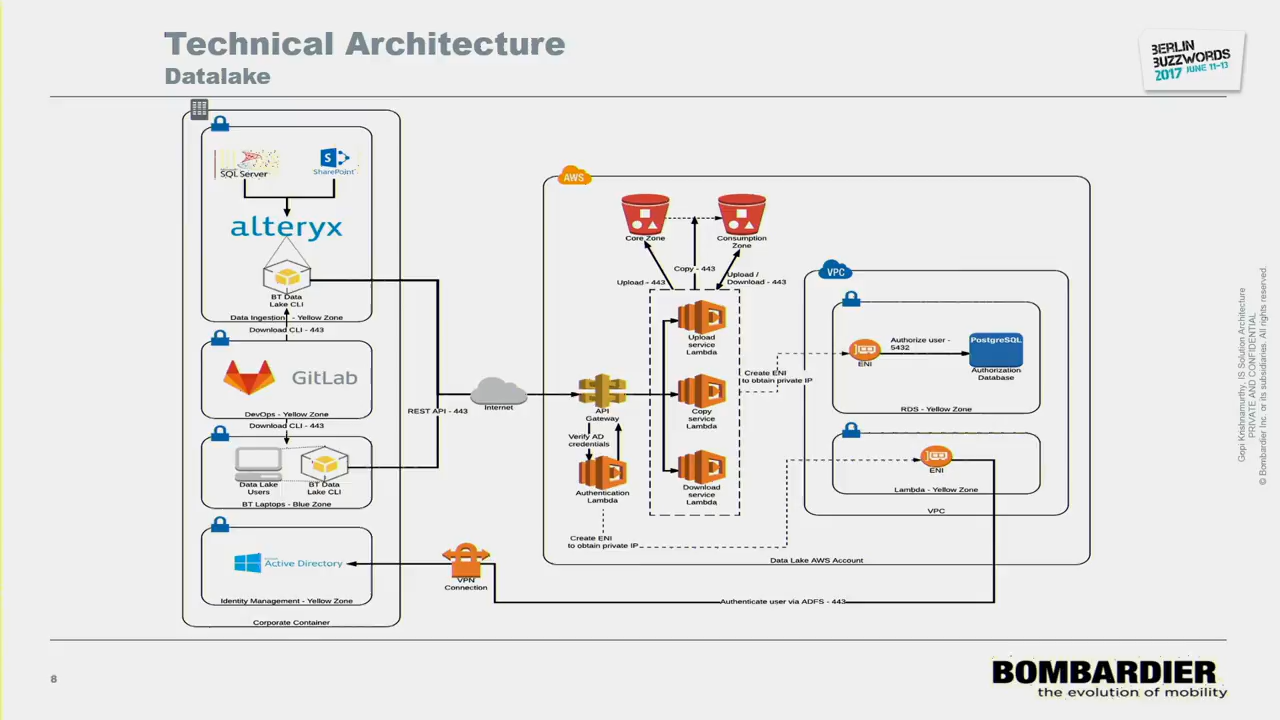 Technical Architecture
Datalake
BERLIN
BUZZWORDS
2017 JUNE 11-13
SQL Server
SharePoint
alteryx
BT Data
Lake CLI
Data Ingestion - Yellow Zone
Download CLI - 443
GitLab
DevOps - Yellow Zone
Download CLI - 443
Data Lake
Users
BT Data
Lake CLI
BT Laptops - Blue Zone
Active Directory
Identity Management - Yellow Zone
Corporate Container
REST API - 443
Internet
VPN
Connection
AWS
Core Zone
Consumption
Zone
Copy - 443
Upload - 443
Upload /
Download - 443
Upload
service
Lambda
Copy
service
Lambda
Download
service
Lambda
API
Gateway
Verify AD
credentials
Authentication
Lambda
Create ENI
to obtain private IP
Create ENI
to obtain private IP
VPC
ENI
Authorize user -
5432
PostgreSQL
Authorization
Database
RDS - Yellow Zone
ENI
Lambda - Yellow Zone
VPC
Data Lake AWS Account
Authenticate user via ADFS - 443
Gopi Krishnamurthy, IS Solution Architecture
PRIVATE AND CONFIDENTIAL
© Bombardier Inc. or its subsidiaries. All rights reserved.
8
BOMBARDIER
the evolution of mobility